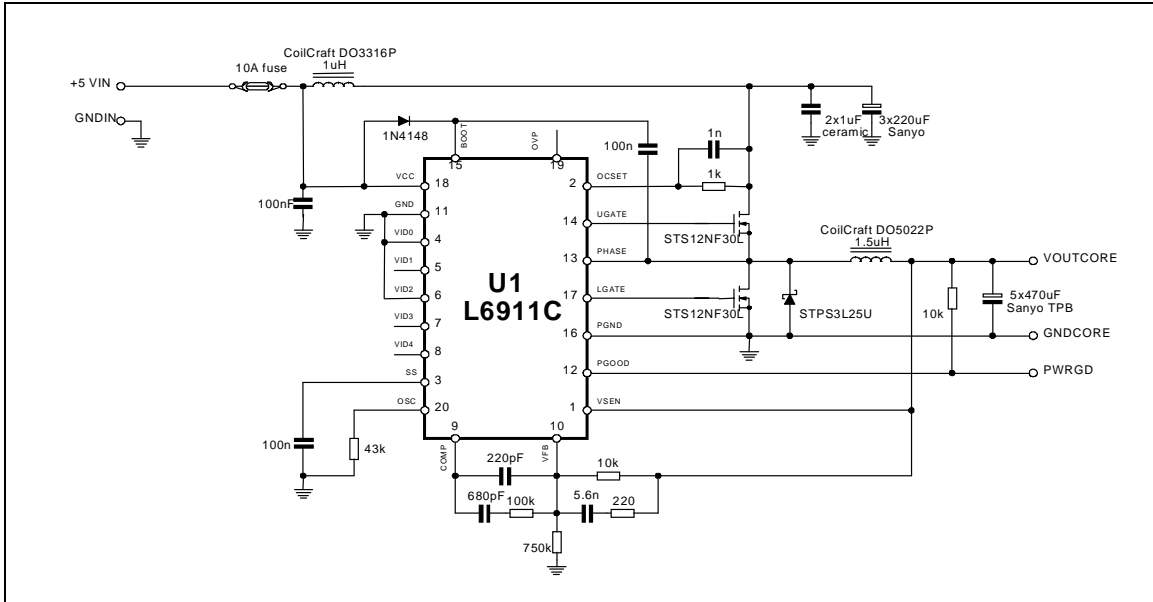 CoilCraft DO3316P
1uH
10A fuse
+5 VIN
GNDIN
1N4148
BOOT
15
OVP
19
100n
1n
1k
2x1uF
ceramic
3x220uF
Sanyo
VCC
18
100nF
GND
11
VID0
4
VID1
5
VID2
6
VID3
7
VID4
8
SS
3
OSC
20
100n
43k
U1
L6911C
2
OCSET
14
UGATE
STS12NF30L
13
PHASE
17
LGATE
STS12NF30L
16
PGND
12
PGOOD
1
VSEN
CoilCraft DO5022P
1.5uH
STPS3L25U
10k
5x470uF
Sanyo TPB
VOUTCORE
GNDCORE
PWRGD
9
COMP
10
VFB
220pF
10k
680pF
100k
5.6n
220
750k